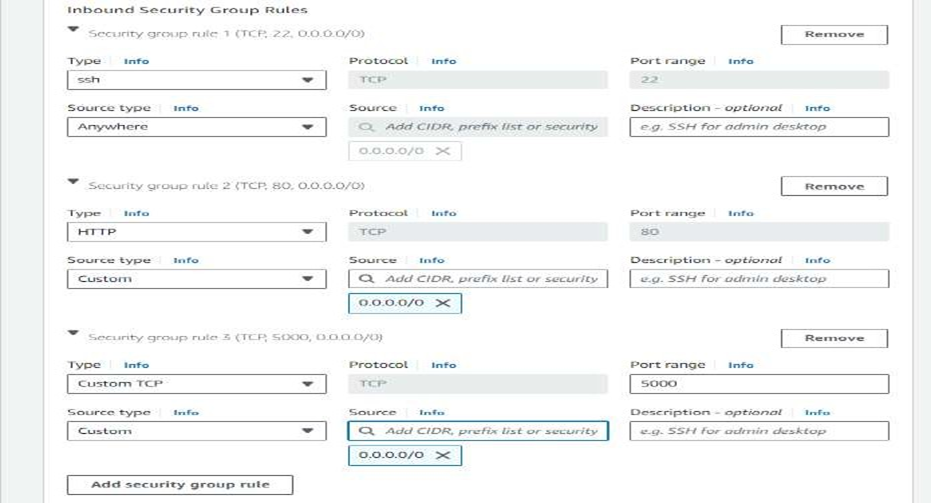 Inbound Security Group Rules
Security group rule 1 (TCP, 22, 0.0.0.0/0) Remove
Type Info Protocol Info Port range Info
ssh TCP 22
Source type Info Source Info Description - optional Info
Anywhere Add CIDR, prefix list or security e.g. SSH for admin desktop
0.0.0.0/0
Security group rule 2 (TCP, 80, 0.0.0.0/0) Remove
Type Info Protocol Info Port range Info
HTTP TCP 80
Source type Info Source Info Description - optional Info
Custom Add CIDR, prefix list or security e.g. SSH for admin desktop
0.0.0.0/0
Security group rule 3 (TCP, 5000, 0.0.0.0/0) Remove
Type Info Protocol Info Port range Info
Custom TCP TCP 5000
Source type Info Source Info Description - optional Info
Custom Add CIDR, prefix list or security e.g. SSH for admin desktop
0.0.0.0/0
Add security group rule